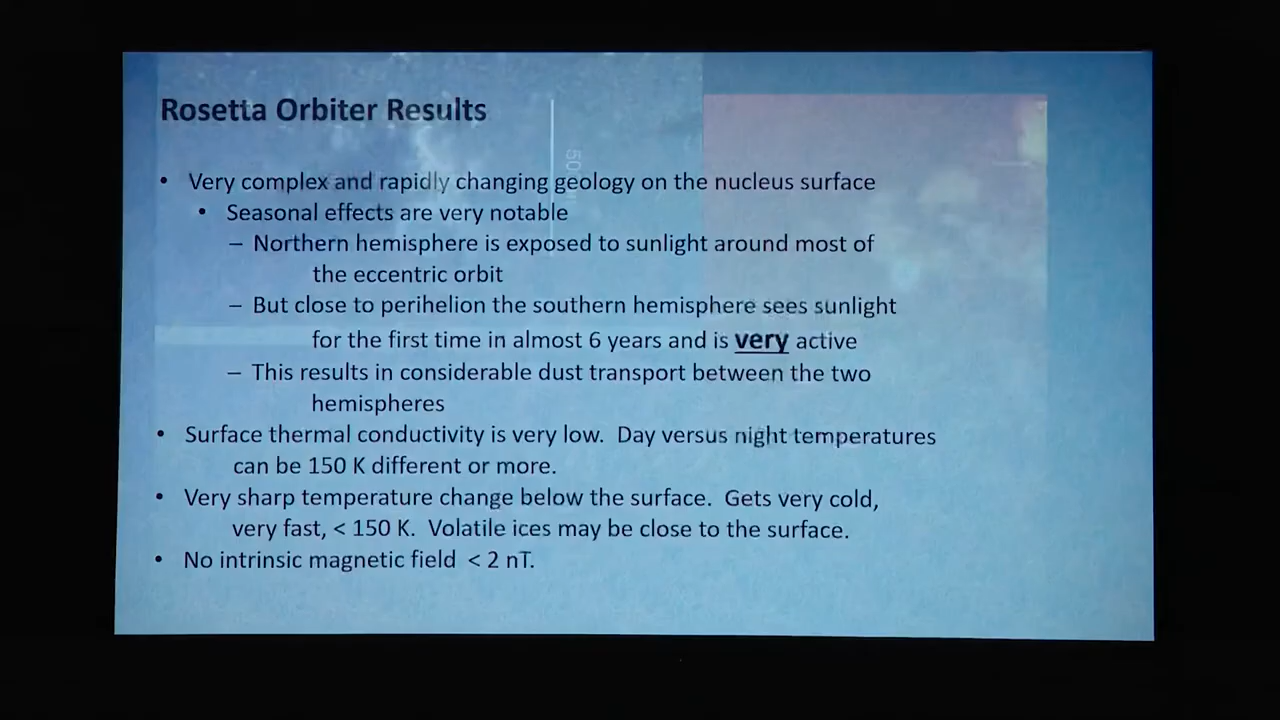 Rosetta Orbiter Results
• Very complex and rapidly changing geology on the nucleus surface
• Seasonal effects are very notable
– Northern hemisphere is exposed to sunlight around most of
the eccentric orbit
– But close to perihelion the southern hemisphere sees sunlight
for the first time in almost 6 years and is very active
– This results in considerable dust transport between the two
hemispheres
• Surface thermal conductivity is very low. Day versus night temperatures
can be 150 K different or more.
• Very sharp temperature change below the surface. Gets very cold,
very fast, < 150 K. Volatile ices may be close to the surface.
• No intrinsic magnetic field < 2 nT.